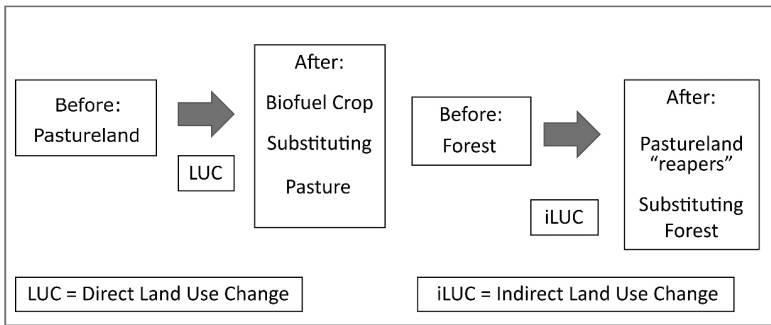 Before:
Pastureland
LUC
After:
Biofuel Crop
Substituting
Pasture
Before:
Forest
iLUC
After:
Pastureland
“reapers”
Substituting
Forest
LUC = Direct Land Use Change
iLUC = Indirect Land Use Change